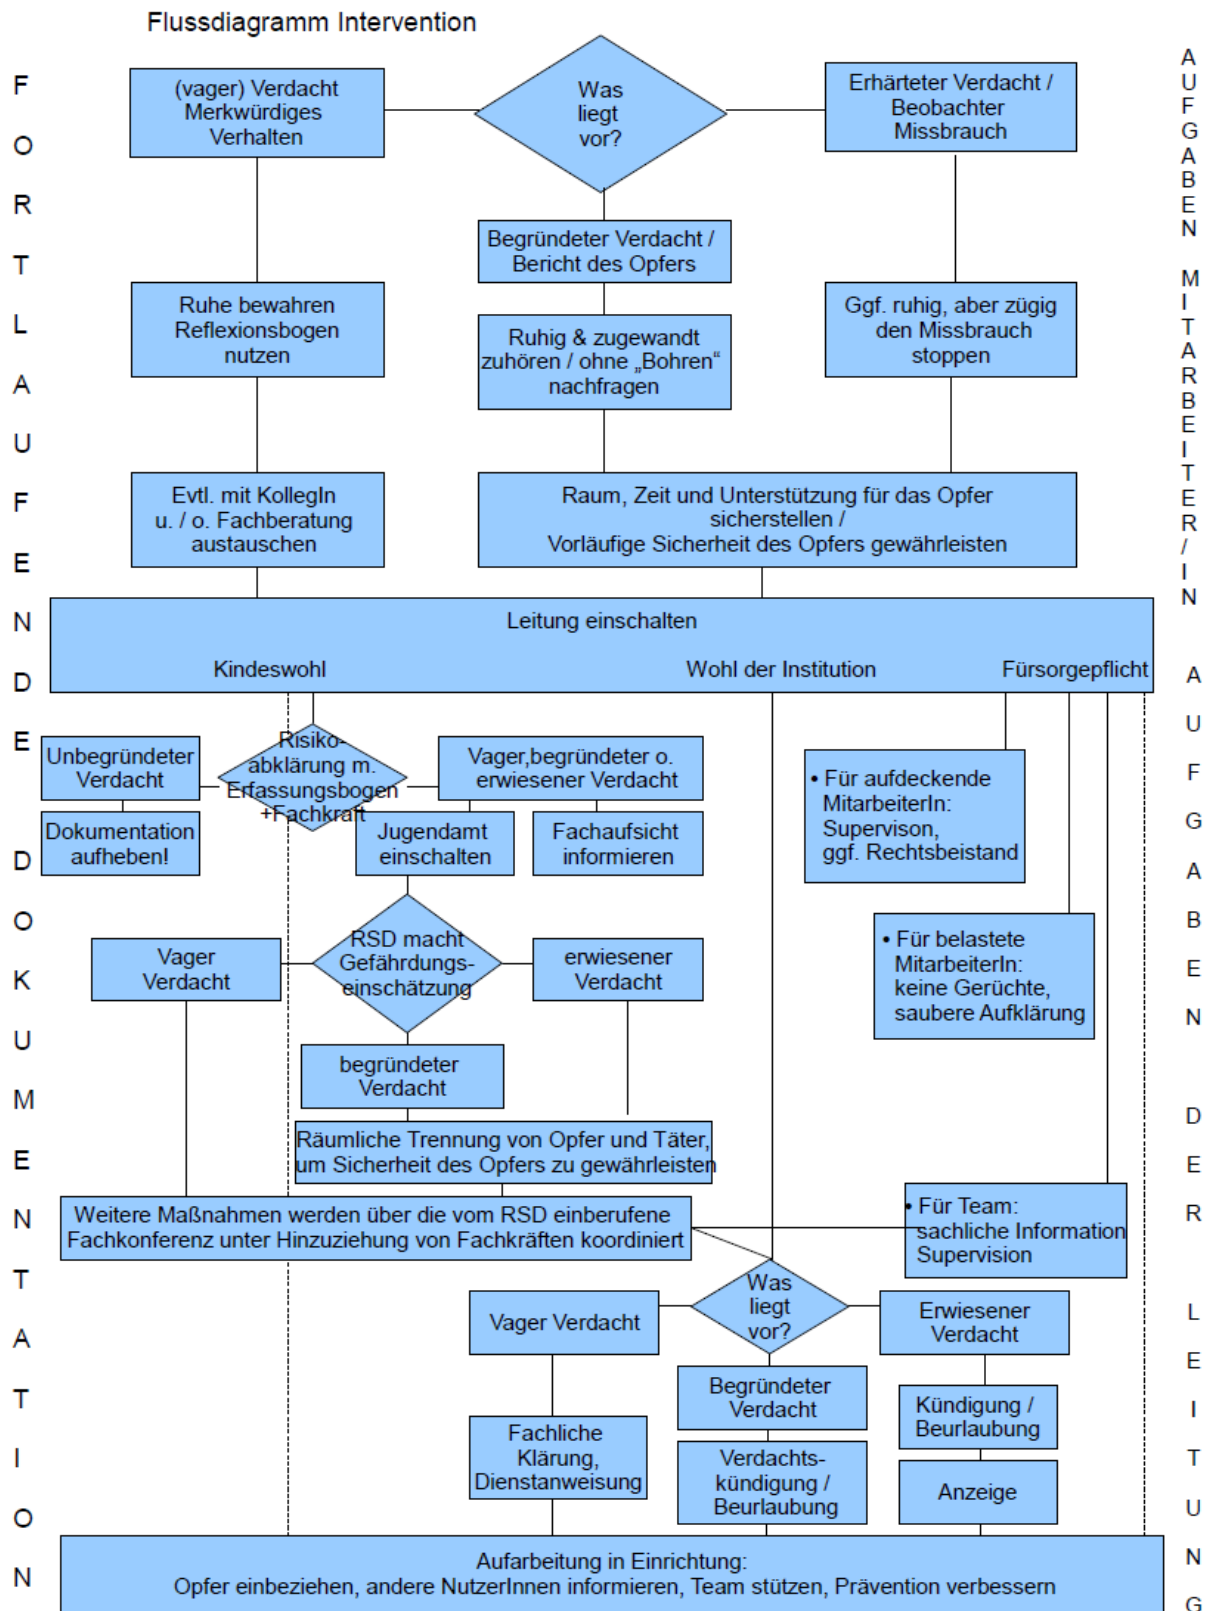 Flussdiagramm Intervention
FORTLAUFENDE DOKUMENTATION
AUFGABEN MITARBEITER/IN
AUFGABEN DER LEITUNG
(vager) Verdacht
Merkwürdiges
Verhalten
Was
liegt
vor?
Erhärteter Verdacht /
Beobachter
Missbrauch
Begründeter Verdacht /
Bericht des Opfers
Ruhe bewahren
Reflexionsbogen
nutzen
Ruhig & zugewandt
zuhören / ohne „Bohren“
nachfragen
Ggf. ruhig, aber zügig
den Missbrauch
stoppen
Evtl. mit KollegIn
u. / o. Fachberatung
austauschen
Raum, Zeit und Unterstützung für das Opfer
sicherstellen /
Vorläufige Sicherheit des Opfers gewährleisten
Leitung einschalten
Kindeswohl
Wohl der Institution
Fürsorgepflicht
Unbegründeter
Verdacht
Risiko-
abklärung m.
Erfassungsbogen
+Fachkraft
Vager,begründeter o.
erwiesener Verdacht
Dokumentation
aufheben!
Jugendamt
einschalten
Fachaufsicht
informieren
• Für aufdeckende
MitarbeiterIn:
Supervison,
ggf. Rechtsbeistand
Vager
Verdacht
RSD macht
Gefährdungs-
einschätzung
erwiesener
Verdacht
• Für belastete
MitarbeiterIn:
keine Gerüchte,
saubere Aufklärung
begründeter
Verdacht
Räumliche Trennung von Opfer und Täter,
um Sicherheit des Opfers zu gewährleisten
Weitere Maßnahmen werden über die vom RSD einberufene
Fachkonferenz unter Hinzuziehung von Fachkräften koordiniert
• Für Team:
sachliche Information
Supervision
Was
liegt
vor?
Vager Verdacht
Erwiesener
Verdacht
Begründeter
Verdacht
Fachliche
Klärung,
Dienstanweisung
Verdachts-
kündigung /
Beurlaubung
Kündigung /
Beurlaubung
Anzeige
Aufarbeitung in Einrichtung:
Opfer einbeziehen, andere NutzerInnen informieren, Team stützen, Prävention verbessern